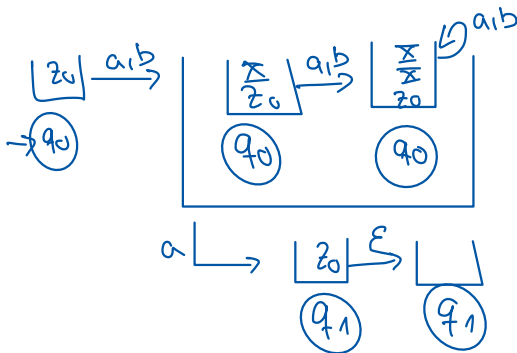 z0 a,b x a,b x a,b
z0 x
z0
→ q0 q0 q0
a z0 ε
q1 q1